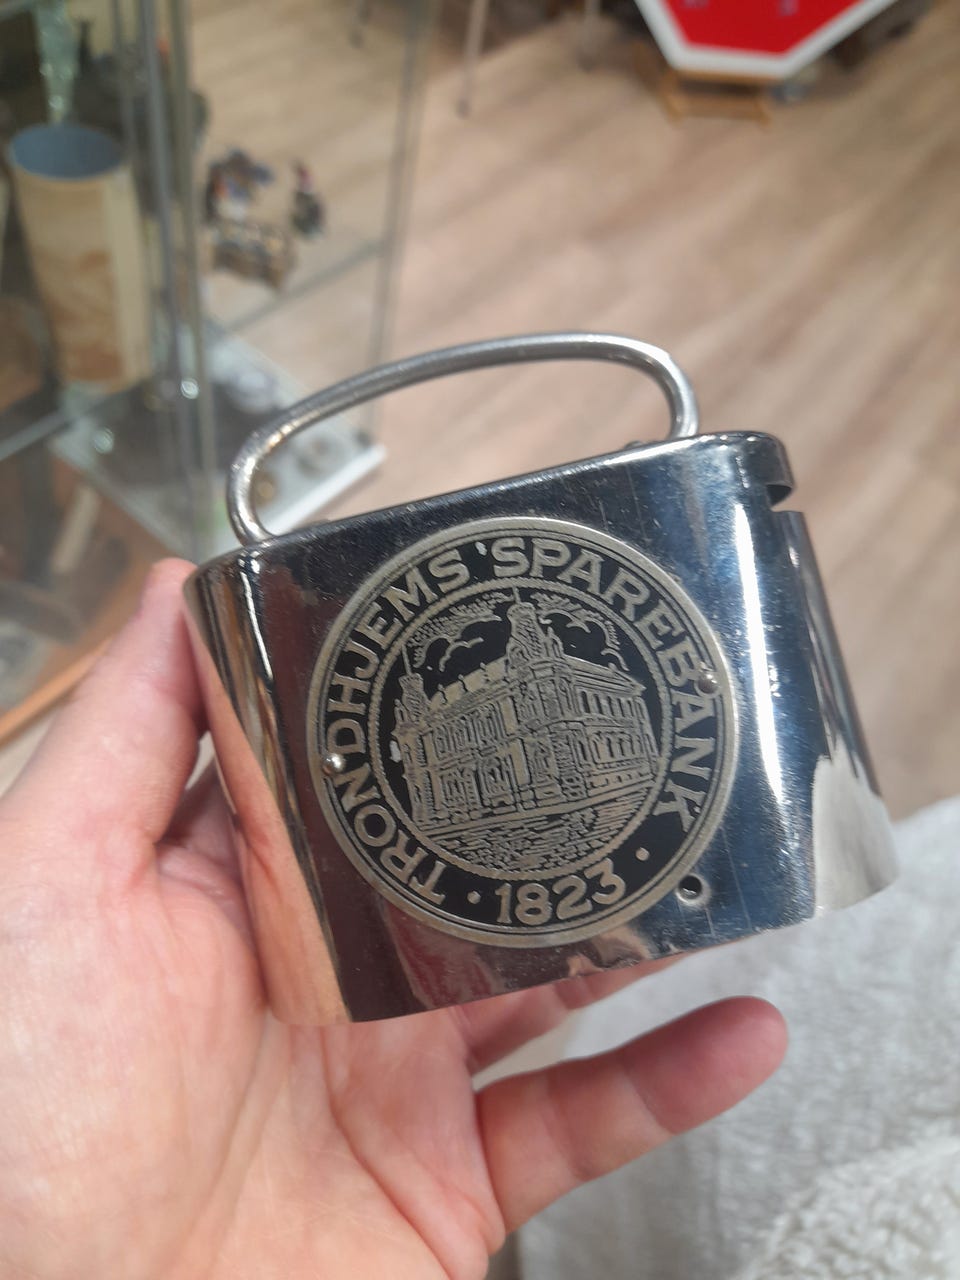 TRONDHJEMS SPAREBANK
· 1823 ·